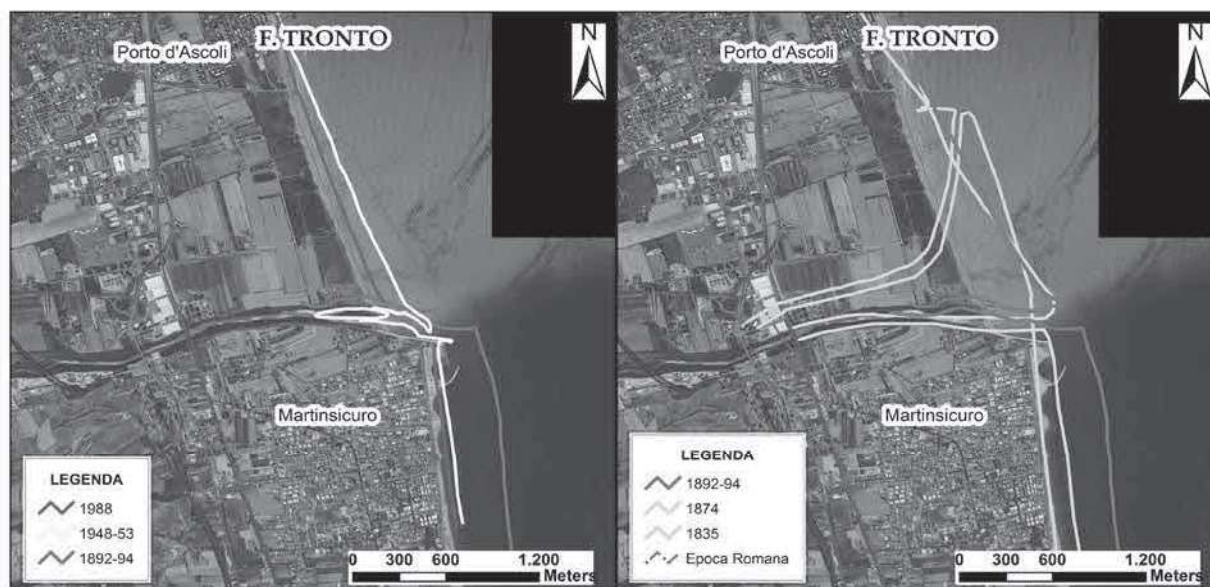 F. TRONTO
Porto d'Ascoli
N
Martinsicuro
LEGENDA
1988
1948-53
1892-94
0 300 600 1.200
Meters
F. TRONTO
Porto d'Ascoli
N
Martinsicuro
LEGENDA
1892-94
1874
1835
Epoca Romana
0 300 600 1.200
Meters